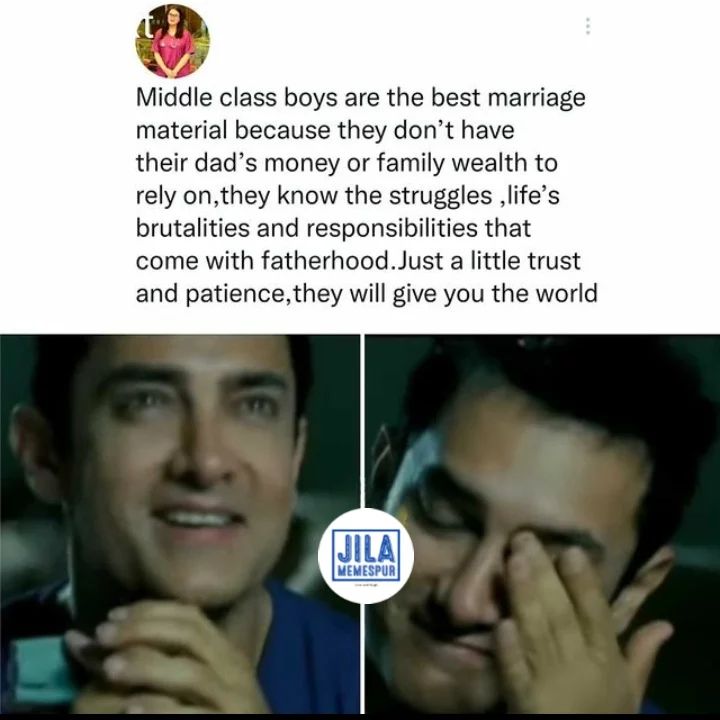 t
Middle class boys are the best marriage
material because they don’t have
their dad’s money or family wealth to
rely on,they know the struggles ,life’s
brutalities and responsibilities that
come with fatherhood.Just a little trust
and patience,they will give you the world
JILA
MEMESPUR